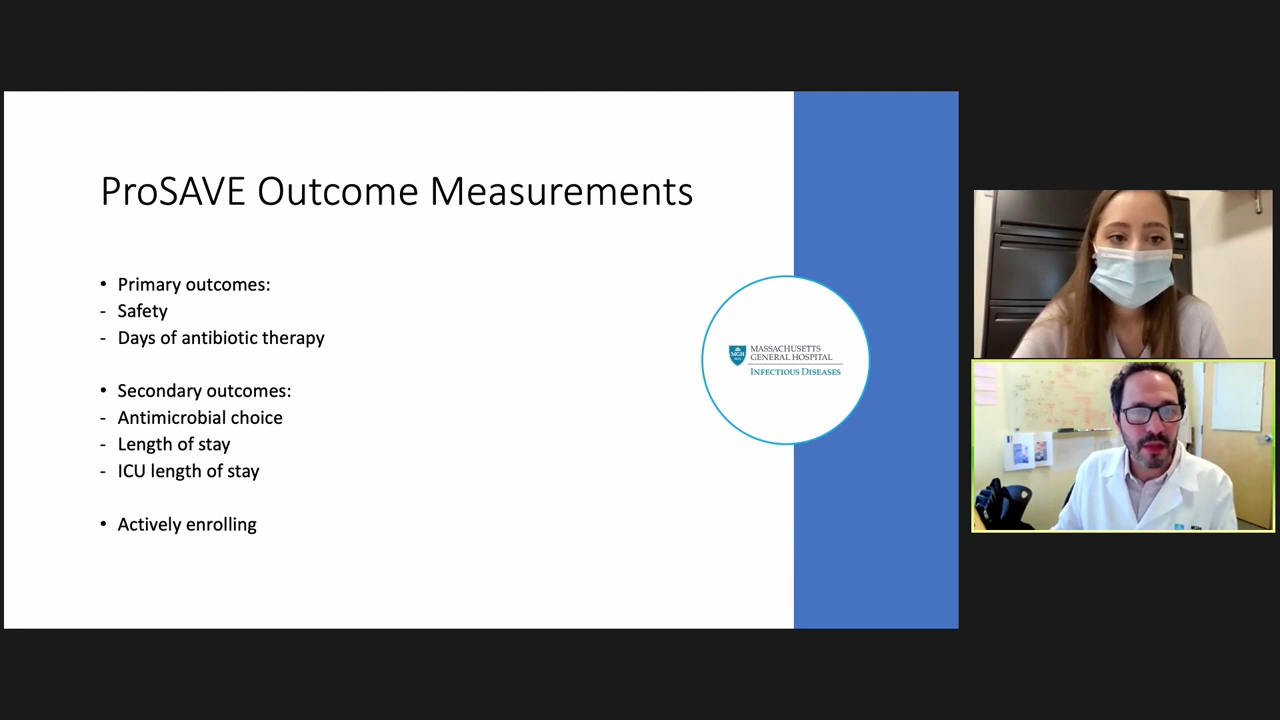 ProSAVE Outcome Measurements
• Primary outcomes:
- Safety
- Days of antibiotic therapy
• Secondary outcomes:
- Antimicrobial choice
- Length of stay
- ICU length of stay
• Actively enrolling
MGH
MASSACHUSETTS
GENERAL HOSPITAL
INFECTIOUS DISEASES